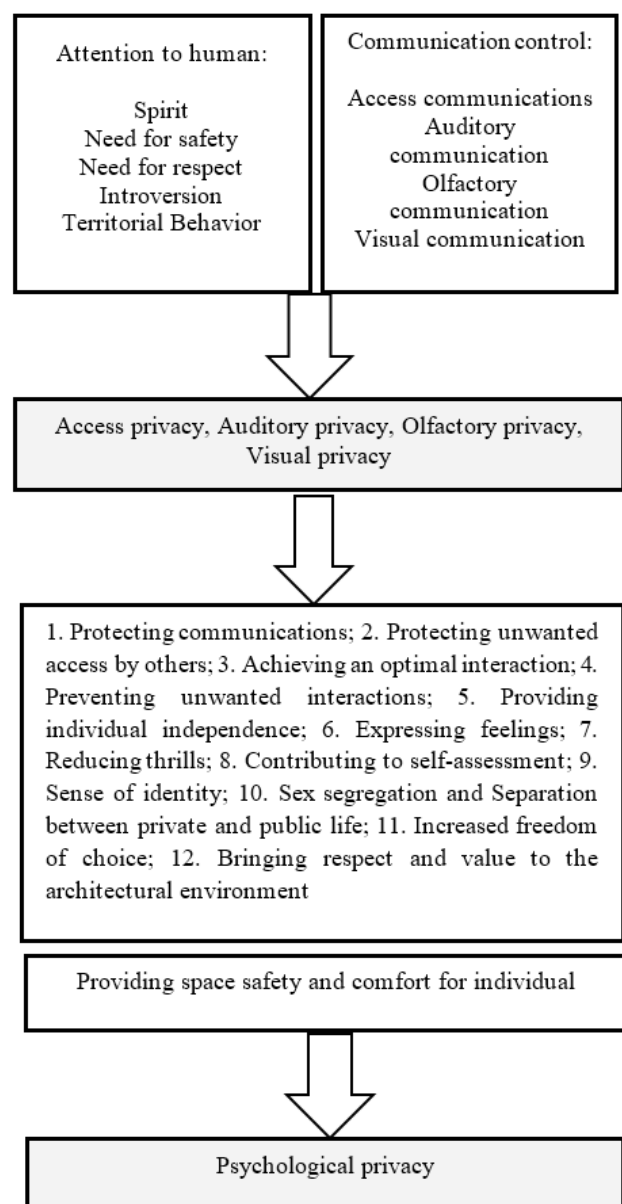 Attention to human:
Spirit
Need for safety
Need for respect
Introversion
Territorial Behavior
Communication control:
Access communications
Auditory
communication
Olfactory
communication
Visual communication
Access privacy, Auditory privacy, Olfactory privacy,
Visual privacy
1. Protecting communications; 2. Protecting unwanted
access by others; 3. Achieving an optimal interaction; 4.
Preventing unwanted interactions; 5. Providing
individual independence; 6. Expressing feelings; 7.
Reducing thrills; 8. Contributing to self-assessment; 9.
Sense of identity; 10. Sex segregation and Separation
between private and public life; 11. Increased freedom
of choice; 12. Bringing respect and value to the
architectural environment
Providing space safety and comfort for individual
Psychological privacy